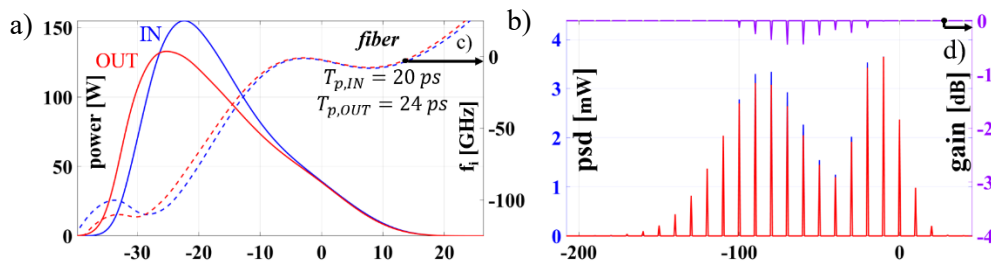 a)
150
100
50
0
power [W]
IN
OUT
fiber
c)
T_{p,IN} = 20 ps
T_{p,OUT} = 24 ps
0
-50
-100
f_i [GHz]
-30 -20 -10 0 10 20
b)
4
3
2
1
0
psd [mW]
d)
0
-1
-2
-3
-4
gain [dB]
-200 -100 0